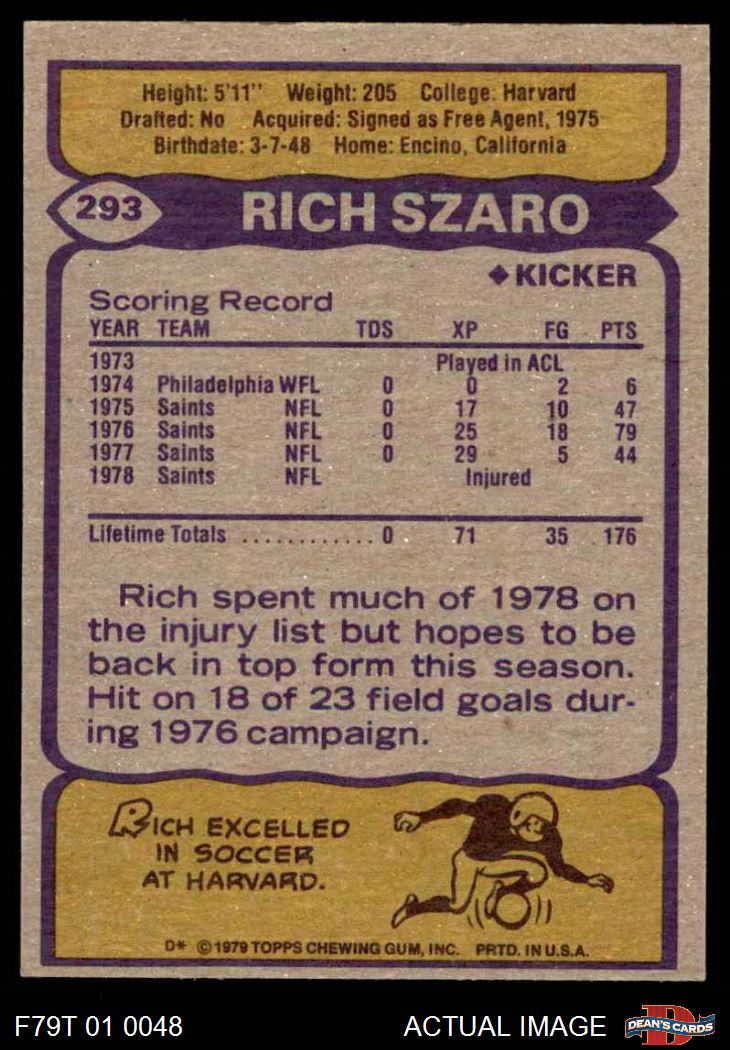 Height: 5'11" Weight: 205 College: Harvard
Drafted: No Acquired: Signed as Free Agent, 1975
Birthdate: 3-7-48 Home: Encino, California
293 RICH SZARO
◆ KICKER
Scoring Record
YEAR TEAM TDS XP FG PTS
1973 Played in ACL
1974 Philadelphia WFL 0 0 2 6
1975 Saints NFL 0 17 10 47
1976 Saints NFL 0 25 18 79
1977 Saints NFL 0 29 5 44
1978 Saints NFL Injured
Lifetime Totals ............ 0 71 35 176
Rich spent much of 1978 on
the injury list but hopes to be
back in top form this season.
Hit on 18 of 23 field goals dur-
ing 1976 campaign.
RICH EXCELLED
IN SOCCER
AT HARVARD.
D* © 1979 TOPPS CHEWING GUM, INC. PRTD. IN U.S.A.
F79T 01 0048 ACTUAL IMAGE D DEAN'S CARDS